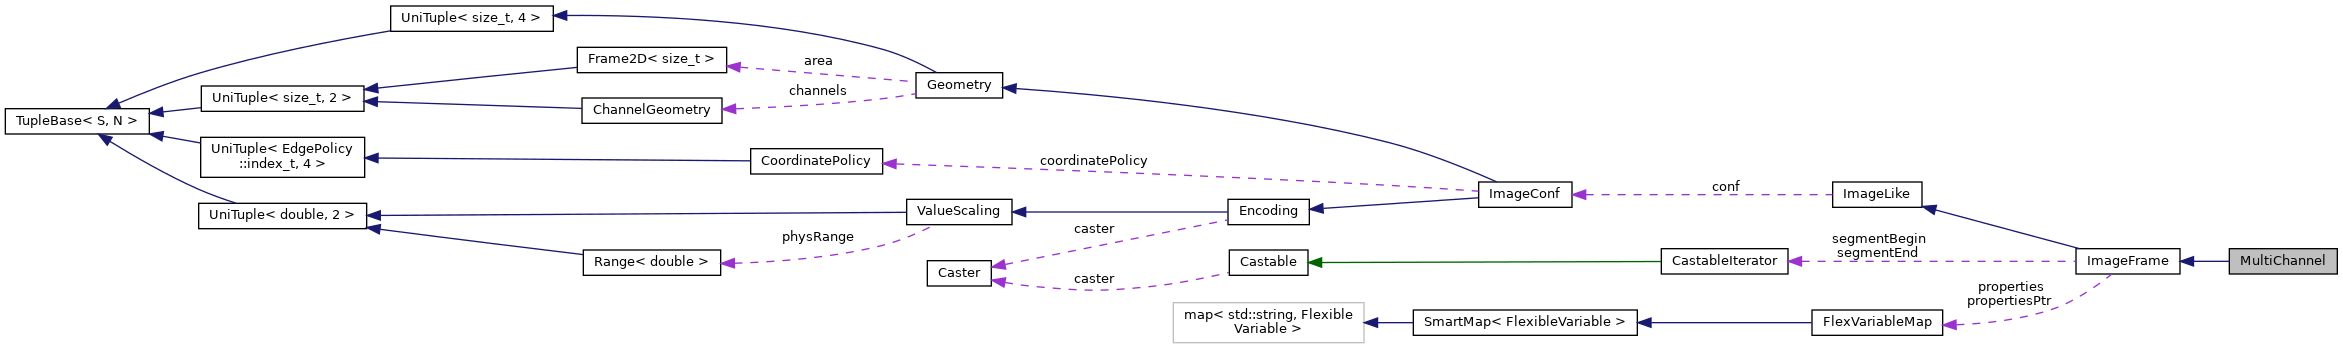 UniTuple< size_t, 4 >
Frame2D< size_t >
area
Geometry
channels
UniTuple< size_t, 2 >
ChannelGeometry
TupleBase< S, N >
UniTuple< EdgePolicy
::index_t, 4 >
CoordinatePolicy
coordinatePolicy
conf
ImageConf
ImageLike
UniTuple< double, 2 >
ValueScaling
Encoding
physRange
caster
segmentBegin
segmentEnd
Range< double >
Caster
Castable
CastableIterator
ImageFrame
MultiChannel
caster
properties
propertiesPtr
map< std::string, Flexible
Variable >
SmartMap< FlexibleVariable >
FlexVariableMap